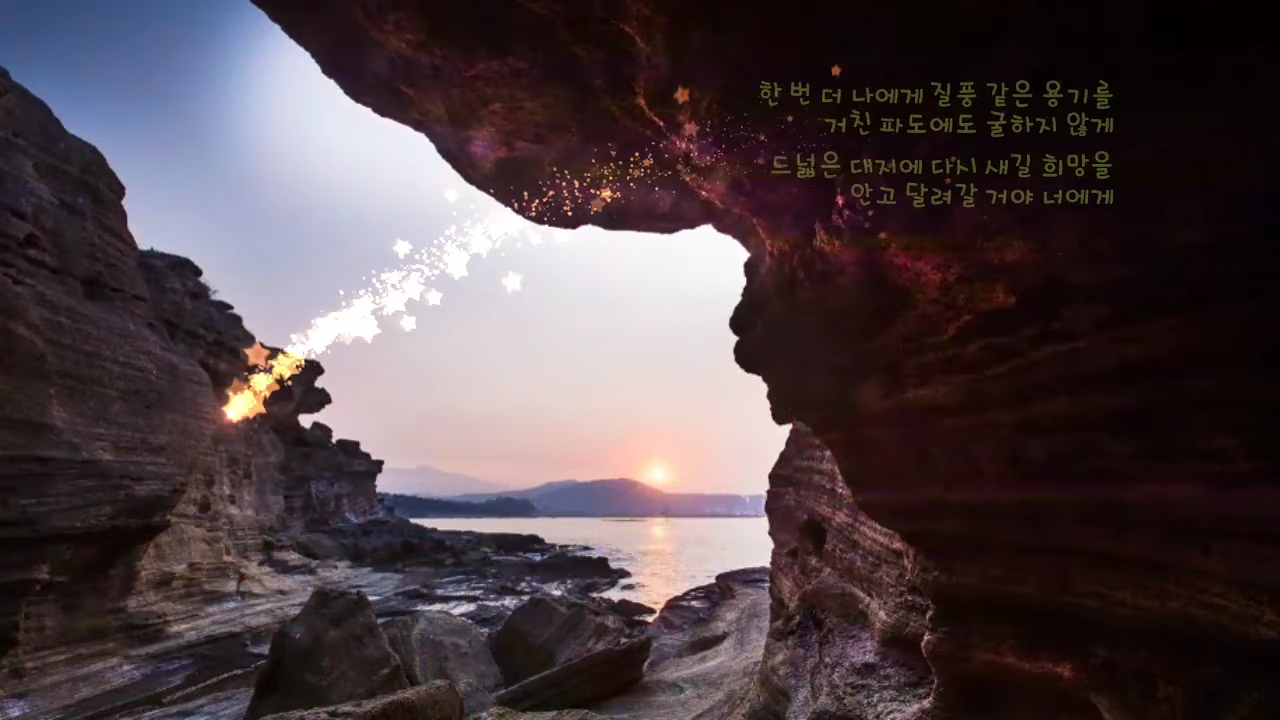 한 번 더 나에게 질풍 같은 용기를
거친 파도에도 굴하지 않게
드넓은 대저에 다시 새길 희망을
안고 달려갈 거야 너에게